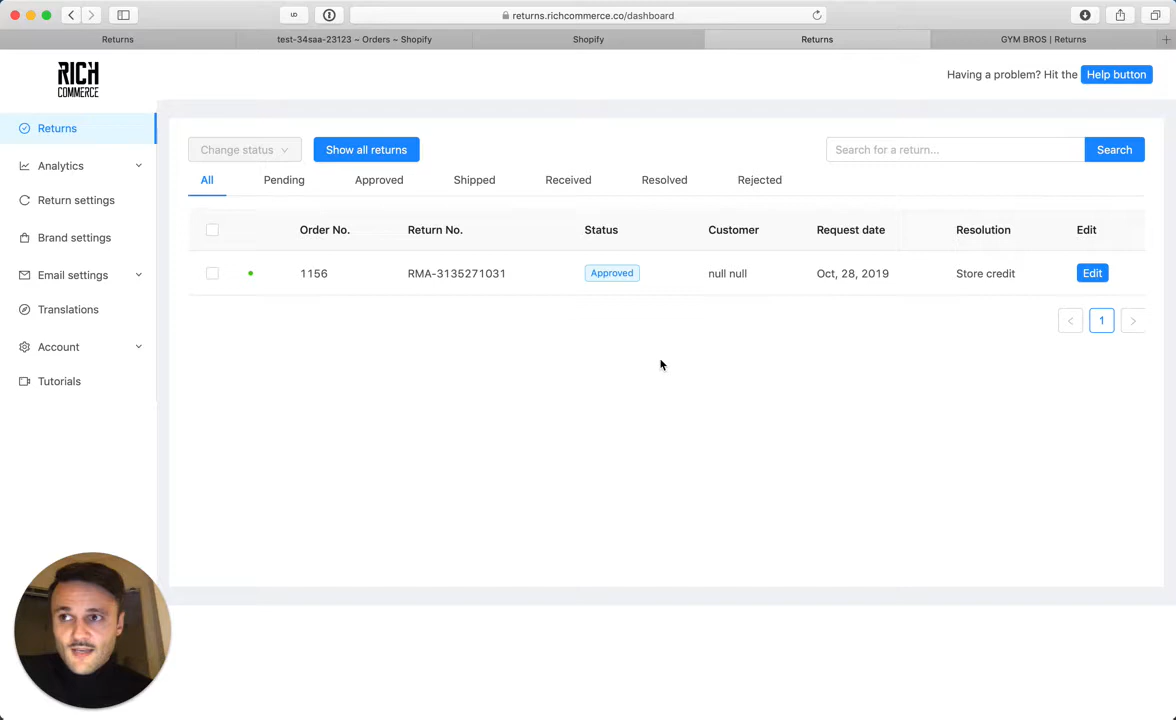 returns.richcommerce.co/dashboard
Returns
test-34saa-23123 ~ Orders ~ Shopify
Shopify
Returns
GYM BROS | Returns
RICH
COMMERCE
Having a problem? Hit the Help button
Returns
Analytics
Return settings
Brand settings
Email settings
Translations
Account
Tutorials
Change status
Show all returns
Search for a return...
Search
All Pending Approved Shipped Received Resolved Rejected
Order No. Return No. Status Customer Request date Resolution Edit
1156 RMA-3135271031 Approved null null Oct, 28, 2019 Store credit Edit
1